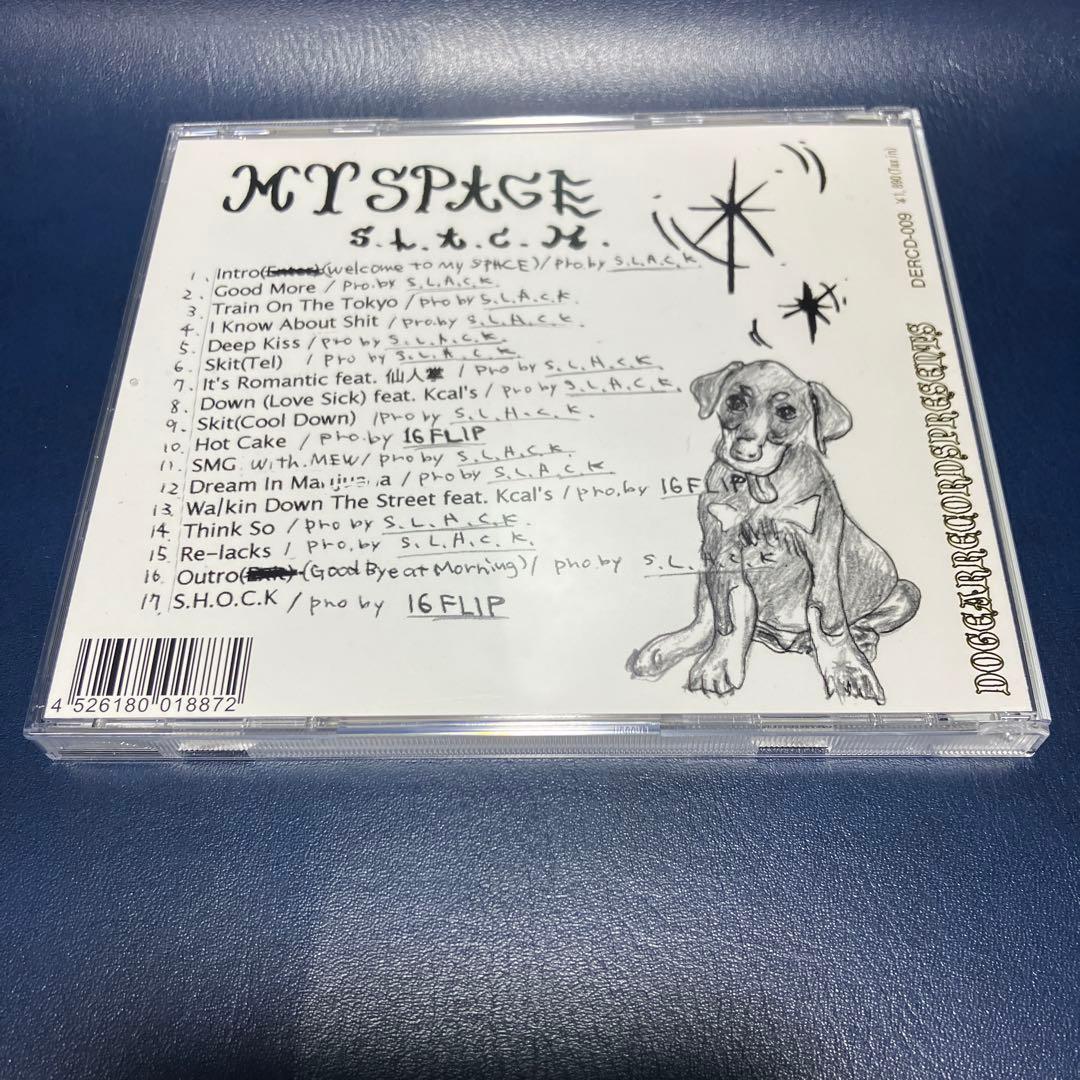 MY SPACE
S.L.A.C.K.
1. Intro(Enter)(Welcome to My SPACE)/pro.by S.L.A.C.K
2. Good More / pro.by S.L.A.C.K.
3. Train On The Tokyo / pro by S.L.A.C.K.
4. I Know About Shit / pro.by S.L.A.C.K.
5. Deep Kiss / pro by S.L.A.C.K.
6. Skit(Tel) / pro by S.L.A.C.K
7. It's Romantic feat. 仙人掌 / pro by S.L.A.C.K
8. Down (Love Sick) feat. Kcal's / pro by S.L.A.C.K.
9. Skit(Cool Down) /pro by S.L.A.C.K.
10. Hot Cake / pro.by 16FLIP
11. SMG with.MEW/ pro by S.L.A.C.K.
12 Dream In Marijuana / pro by S.L.A.C.K
13. Walkin Down The Street feat. Kcal's / pro.by 16FLIP
14. Think So / pro by S.L.A.C.K.
15. Re-lacks / pro.by S.L.A.C.K.
16. Outro (Good Bye at Morning)/ pro.by S.L.A.C.K
17. S.H.O.C.K / pro by 16FLIP
4 526180 018872
DERCD-009 ¥1,890(Tax in)
DOGEARRECORDSPRESENTS